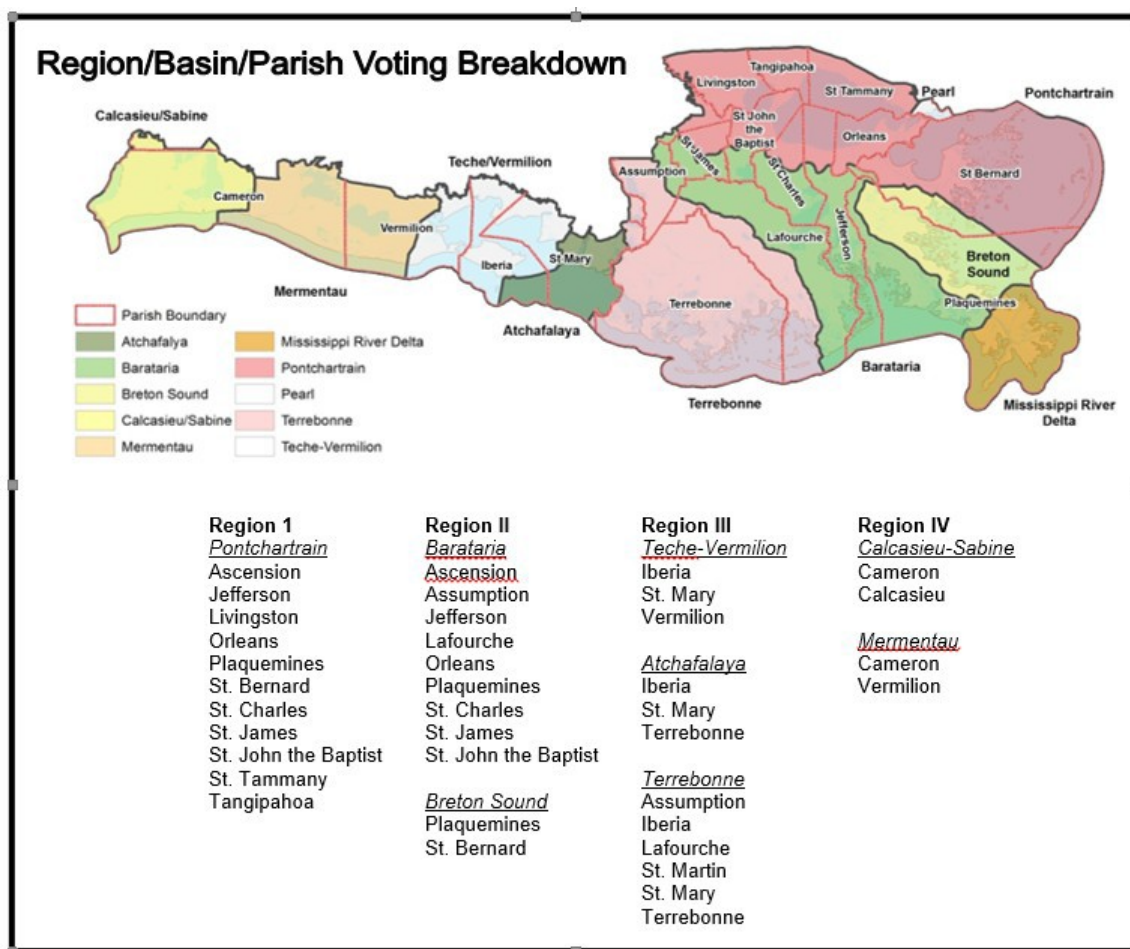 Region/Basin/Parish Voting Breakdown
Calcasieu/Sabine
Cameron
Mermentau
Vermilion
Teche/Vermilion
Iberia
St Mary
Atchafalaya
Assumption
Terrebonne
Terrebonne
Livingston
Tangipahoa
St Tammany
Pearl
Pontchartrain
St John
the
Baptist
Orleans
St James
St Charles
St Bernard
Lafourche
Jefferson
Breton
Sound
Plaquemines
Barataria
Mississippi River
Delta
Parish Boundary
Atchafalya
Barataria
Breton Sound
Calcasieu/Sabine
Mermentau
Mississippi River Delta
Pontchartrain
Pearl
Terrebonne
Teche-Vermilion
Region 1
Pontchartrain
Ascension
Jefferson
Livingston
Orleans
Plaquemines
St. Bernard
St. Charles
St. James
St. John the Baptist
St. Tammany
Tangipahoa
Region II
Barataria
Ascension
Assumption
Jefferson
Lafourche
Orleans
Plaquemines
St. Charles
St. James
St. John the Baptist
Breton Sound
Plaquemines
St. Bernard
Region III
Teche-Vermilion
Iberia
St. Mary
Vermilion
Atchafalaya
Iberia
St. Mary
Terrebonne
Terrebonne
Assumption
Iberia
Lafourche
St. Martin
St. Mary
Terrebonne
Region IV
Calcasieu-Sabine
Cameron
Calcasieu
Mermentau
Cameron
Vermilion